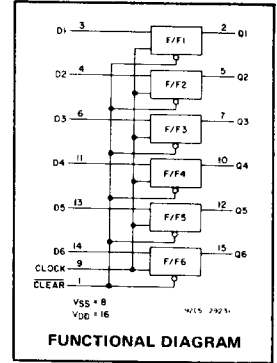 D1 3 F/F1 2 Q1
D2 4 F/F2 5 Q2
D3 6 F/F3 7 Q3
D4 11 F/F4 10 Q4
D5 13 F/F5 12 Q5
D6 14 F/F6 15 Q6
CLOCK 9
CLEAR 1
VSS = 8
VDD = 16
92CS-29231
FUNCTIONAL DIAGRAM